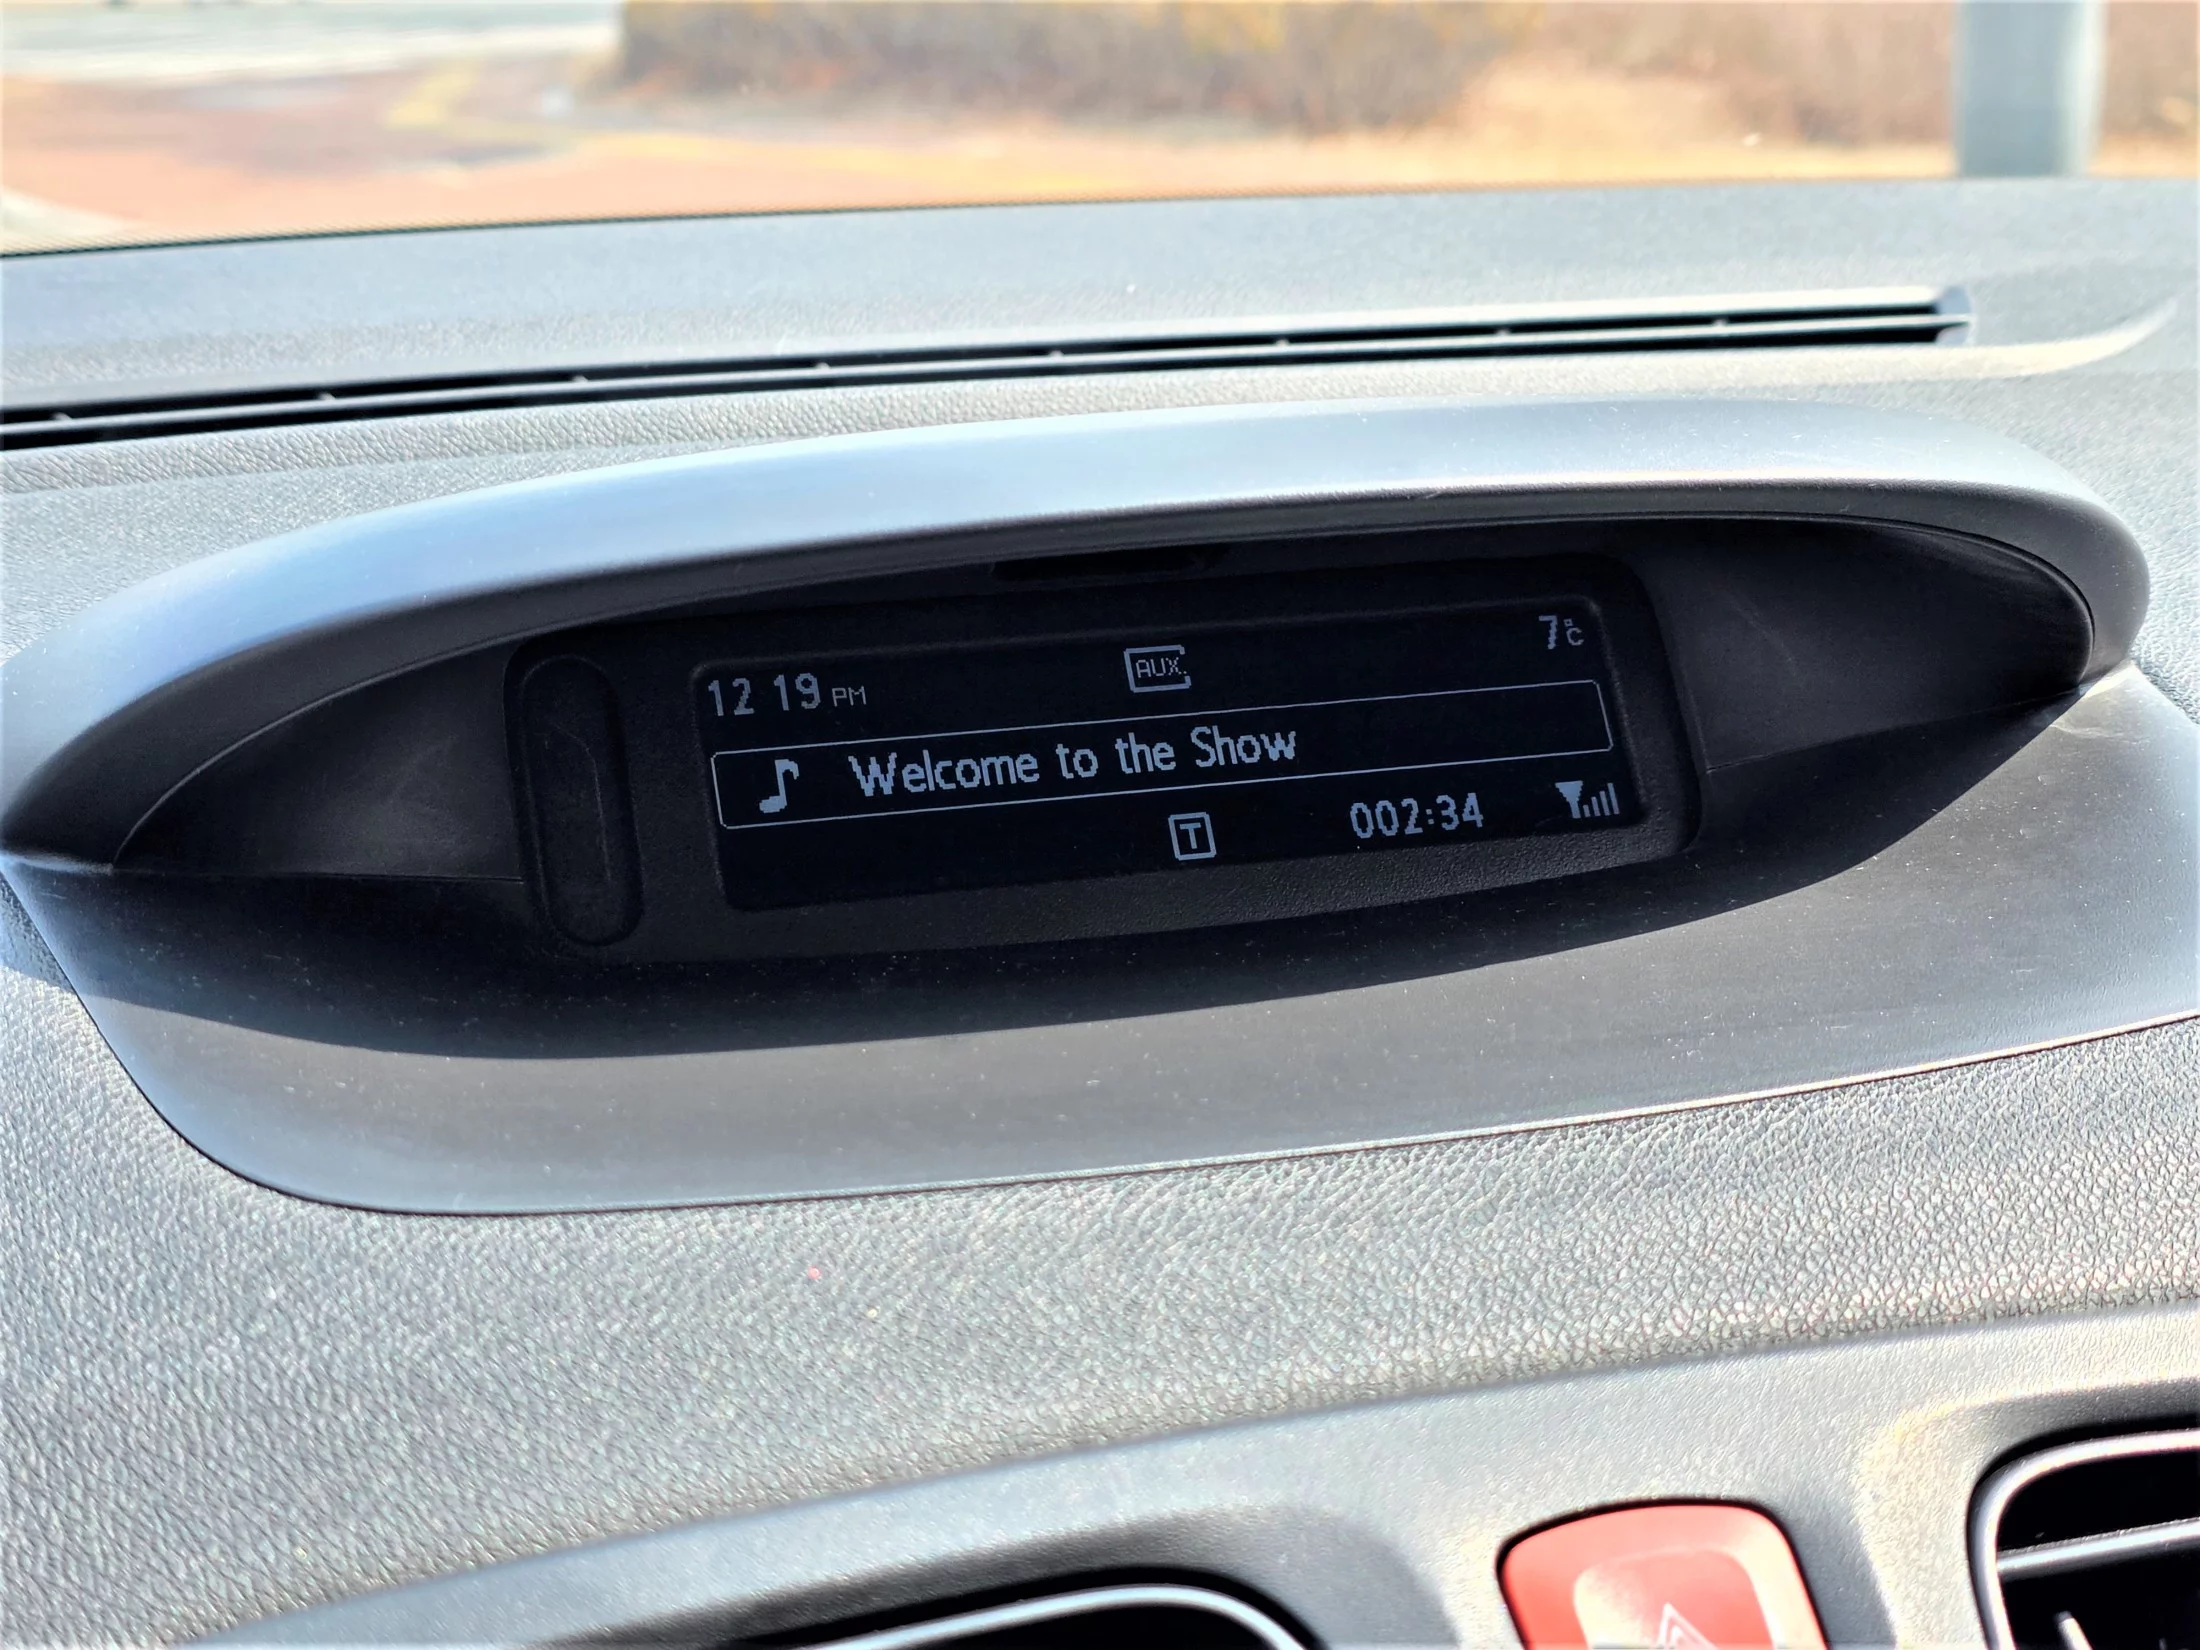 12 19 PM AUX. 7°C
Welcome to the Show
T 002:34